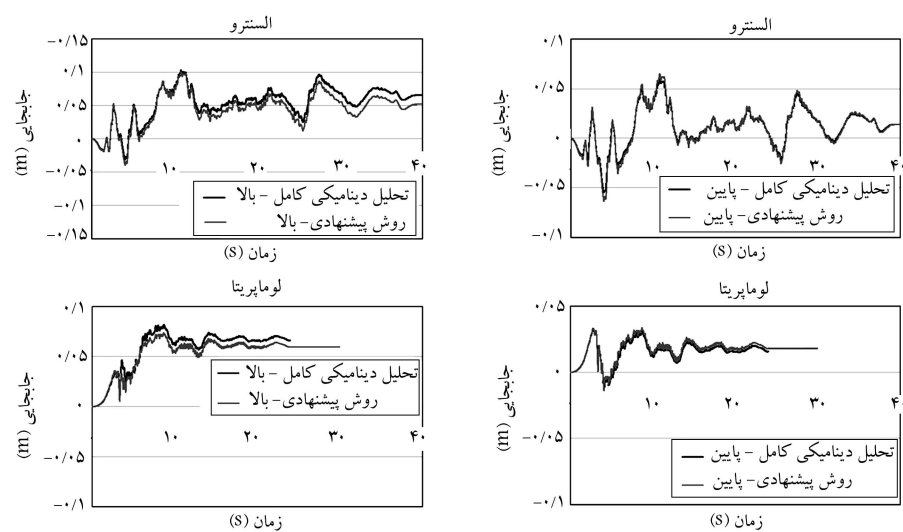 السنترو
-۰/۱۵
۰/۱
۰/۰۵
۰
-۰/۰۵
-۰/۱
-۰/۱۵
جابجایی (m)
۱۰ ۲۰ ۳۰ ۴۰
تحلیل دینامیکی کامل - بالا
روش پیشنهادی- بالا
زمان (s)
السنترو
۰/۱
۰/۰۵
۰
-۰/۰۵
-۰/۱
جابجایی (m)
۱۰ ۲۰ ۳۰ ۴۰
تحلیل دینامیکی کامل - پایین
روش پیشنهادی- پایین
زمان (s)
لوماپریتا
۰/۱
۰/۰۵
۰
-۰/۰۵
-۰/۱
جابجایی (m)
۱۰ ۲۰ ۳۰ ۴۰
تحلیل دینامیکی کامل - بالا
روش پیشنهادی- بالا
زمان (s)
لوماپریتا
۰/۰۵
۰
-۰/۰۵
-۰/۱
جابجایی (m)
۱۰ ۲۰ ۳۰ ۴۰
تحلیل دینامیکی کامل - پایین
روش پیشنهادی- پایین
زمان (s)